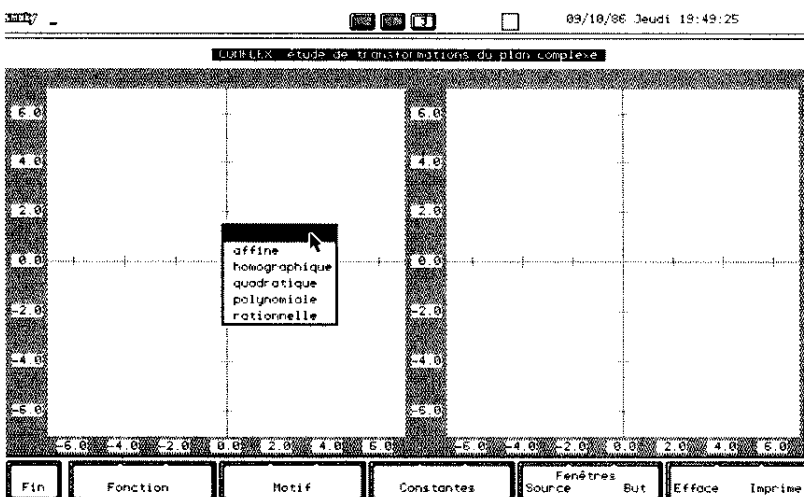 09/10/86 Jeudi 19:49:25
COMPLEX étude de transformations du plan complexe
6.0 6.0
4.0 4.0
2.0 2.0
affine
0.0 0.0
homographique
quadratique
polynomiale
-2.0 -2.0
rationnelle
-4.0 -4.0
-6.0 -6.0
-6.0 -4.0 -2.0 0.0 2.0 4.0 6.0 -6.0 -4.0 -2.0 0.0 2.0 4.0 6.0
Fenêtres
Fin Fonction Motif Constantes Source But Efface Imprime